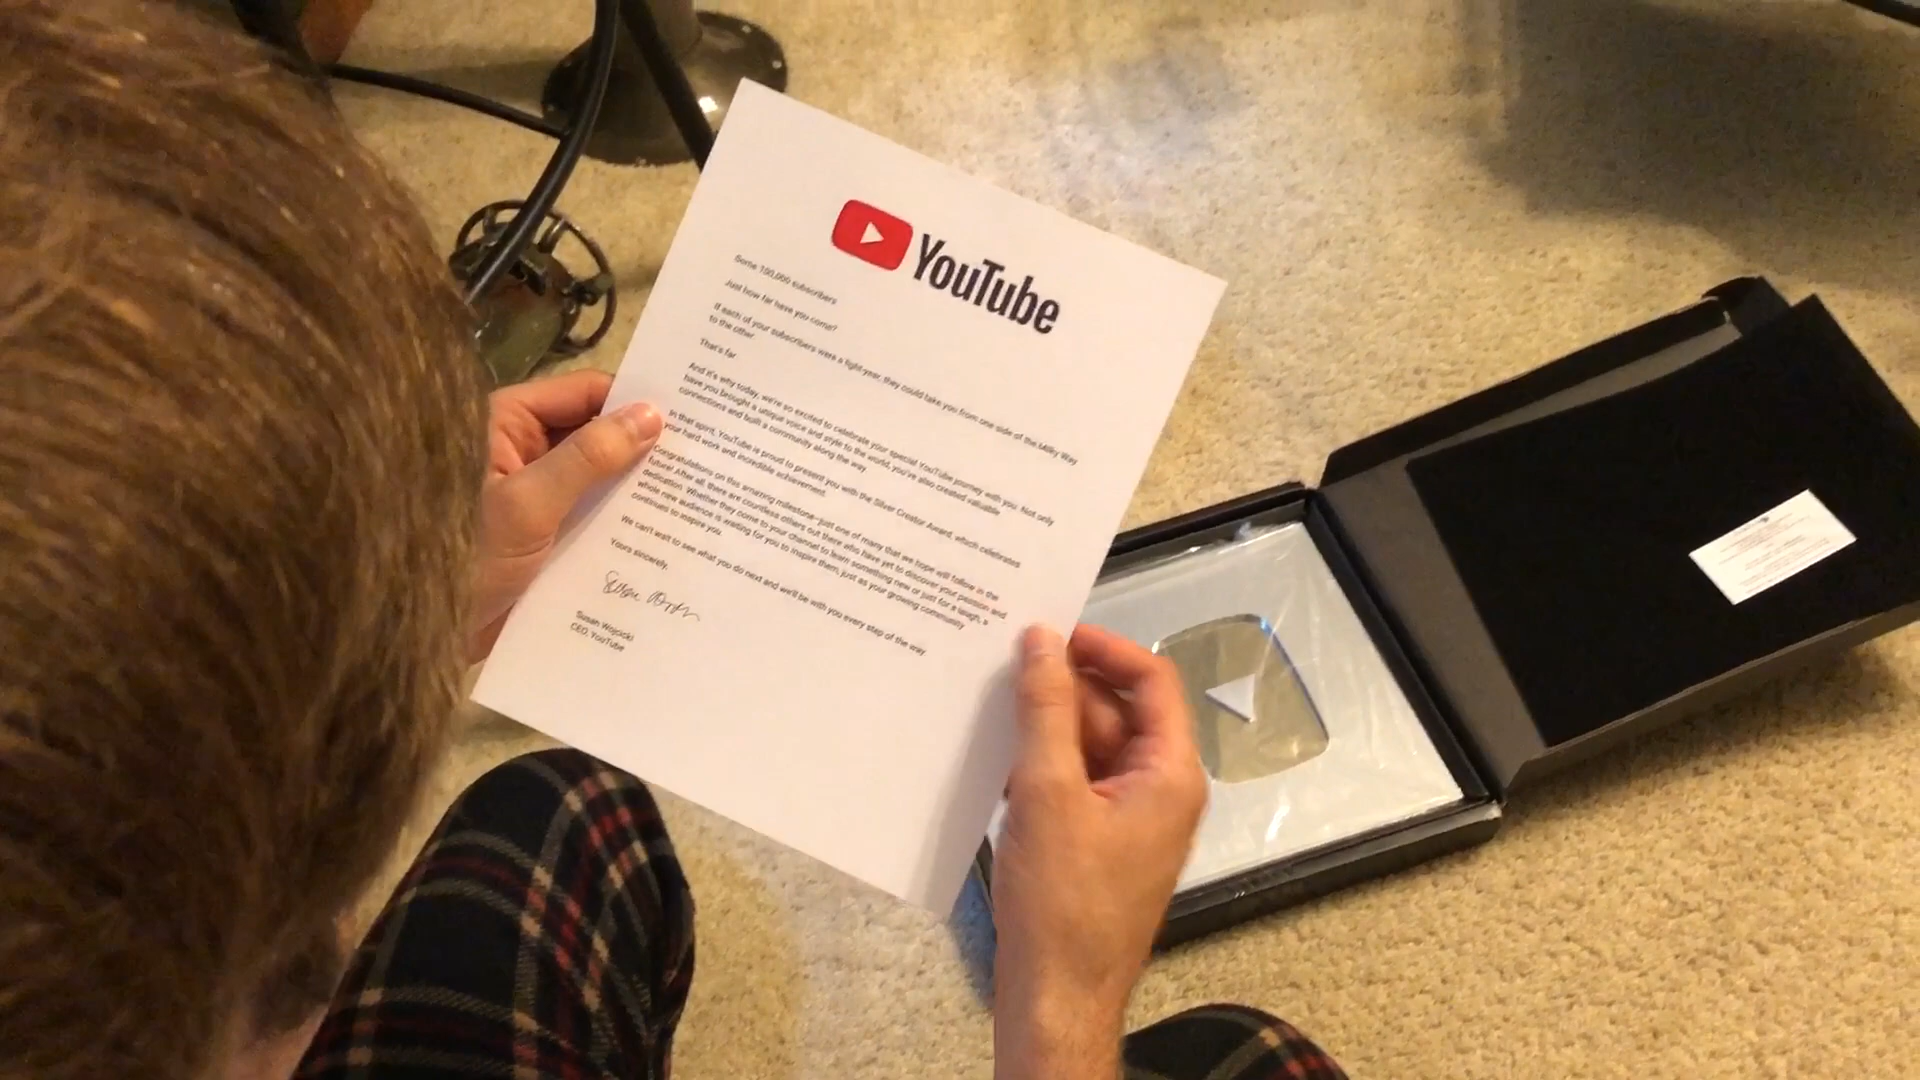 YouTube
Some 100,000 subscribers
Just how far have you come?
If each of your subscribers were a light-year, they could take you from one side of the Milky Way
to the other.
That's far.
And it's why today, we're so excited to celebrate your special YouTube journey with you. Not only
have you brought a unique voice and style to the world, you've also created valuable
connections and built a community along the way.
In that spirit, YouTube is proud to present you with the Silver Creator Award, which celebrates
your hard work and incredible achievement.
Congratulations on this amazing milestone—just one of many that we hope will follow in the
future! After all, there are countless others out there who have yet to discover your passion and
dedication. Whether they come to your channel to learn something new or just for a laugh, a
whole new audience is waiting for you to inspire them, just as your growing community
continues to inspire you.
We can't wait to see what you do next and we'll be with you every step of the way.
Yours sincerely,
Susan Wojcicki
CEO, YouTube